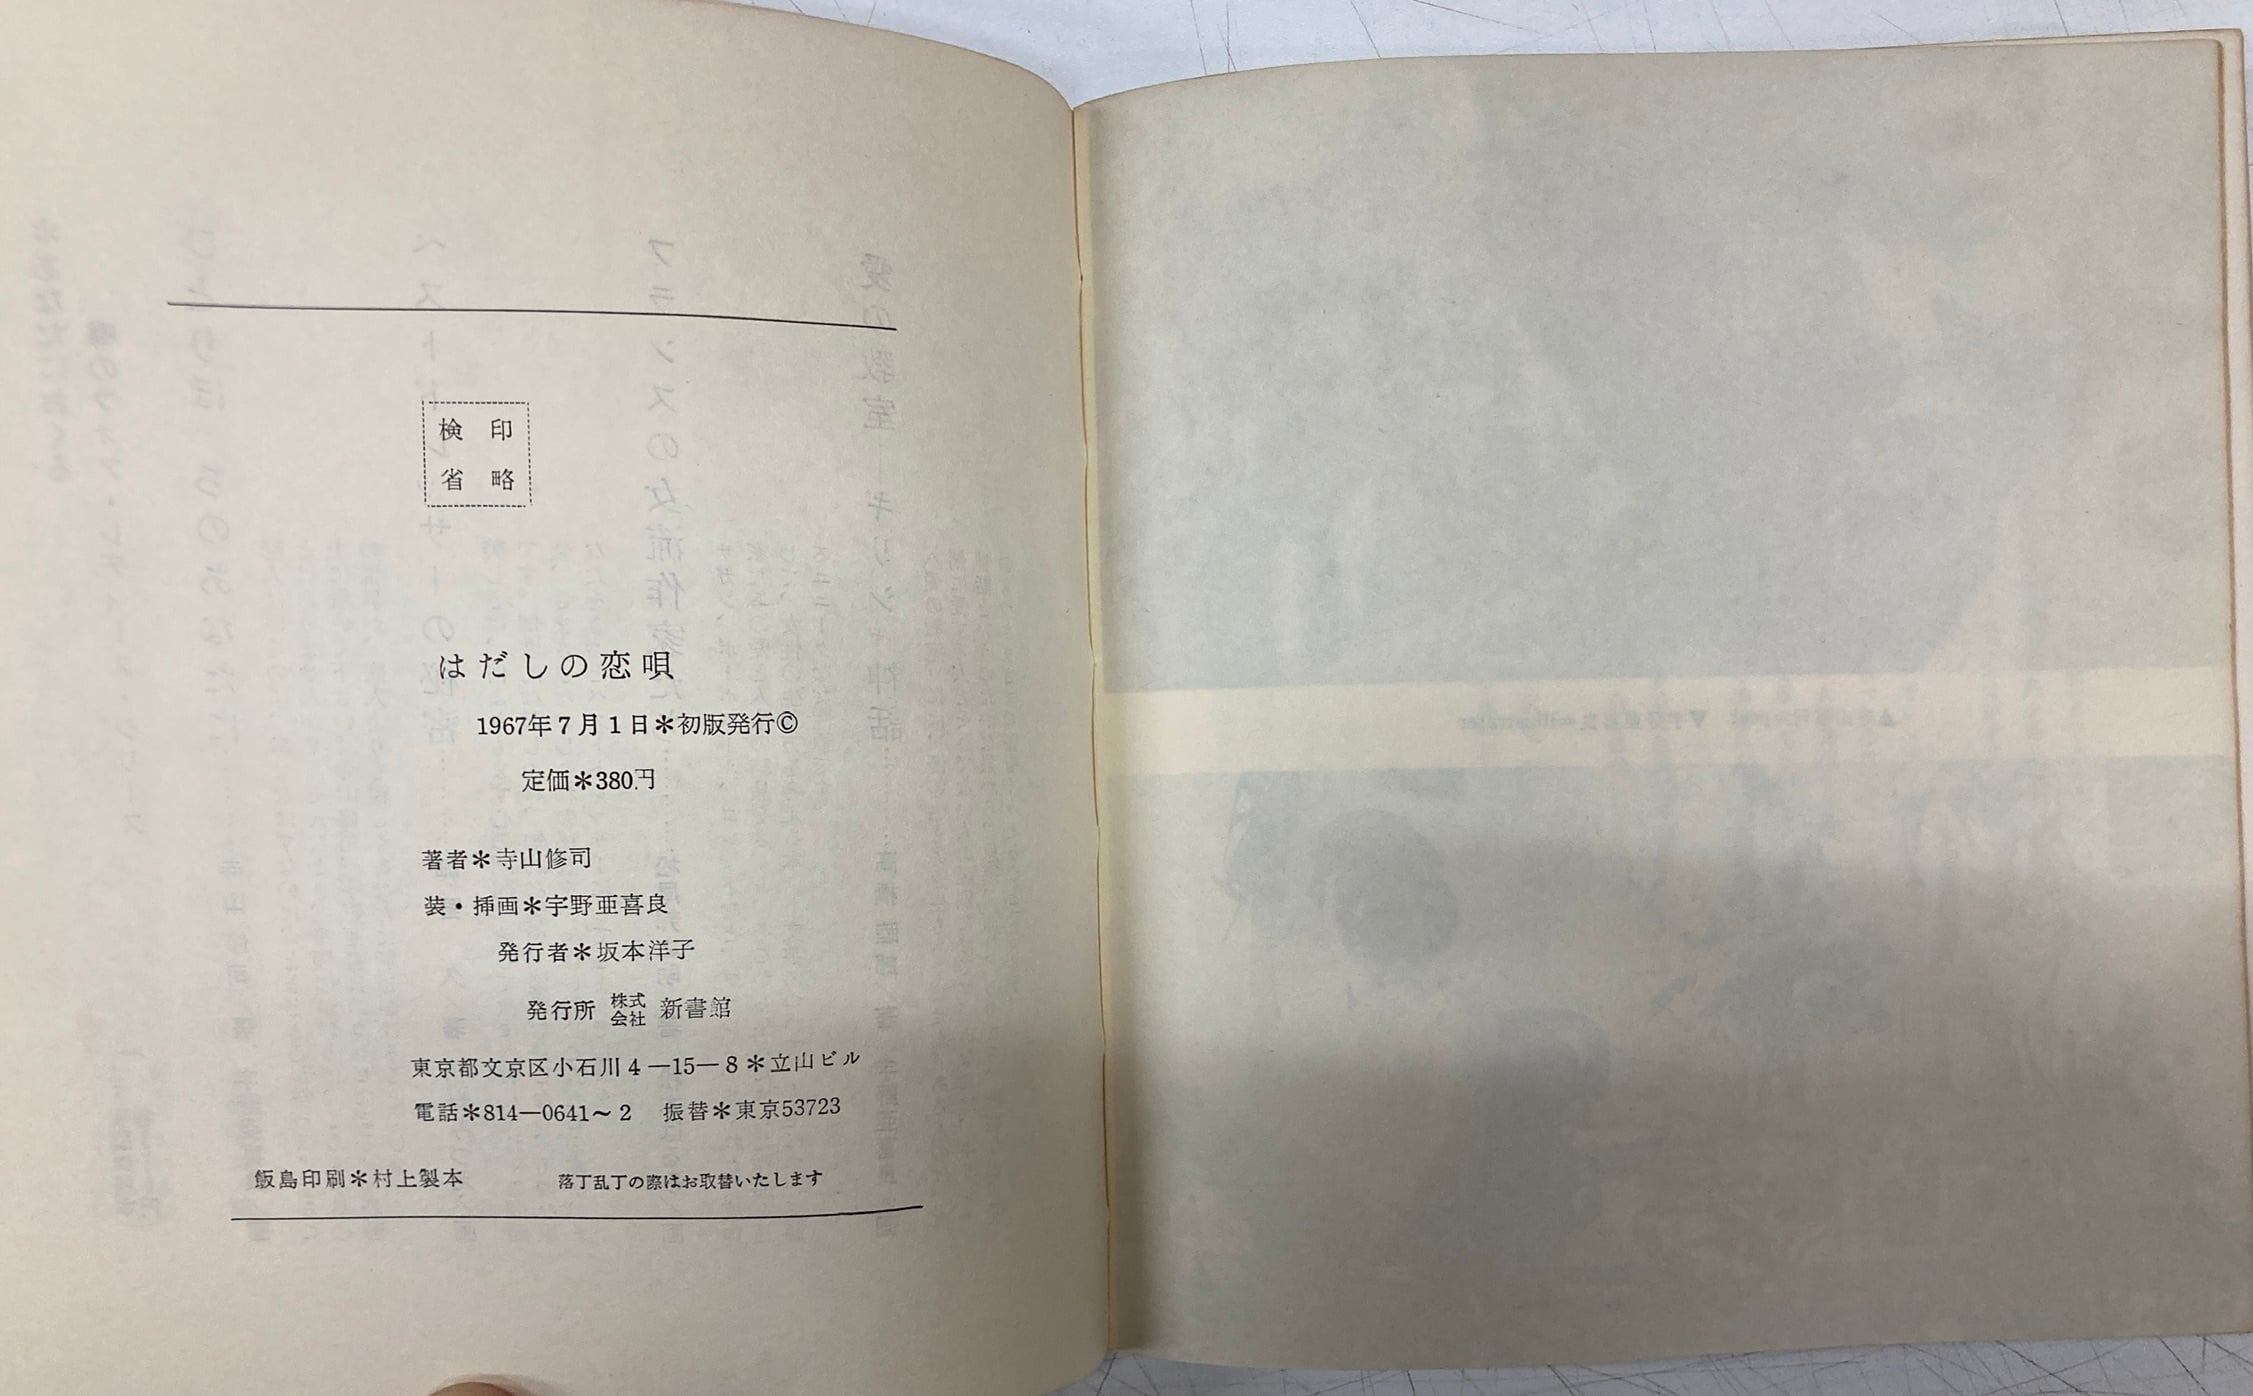 検印
省略
はだしの恋唄
1967年7月1日＊初版発行©
定価＊380円
著者＊寺山修司
装・挿画＊宇野亜喜良
発行者＊坂本洋子
発行所 株式会社 新書館
東京都文京区小石川4—15—8＊立山ビル
電話＊814—0641～2 振替＊東京53723
飯島印刷＊村上製本 落丁乱丁の際はお取替いたします